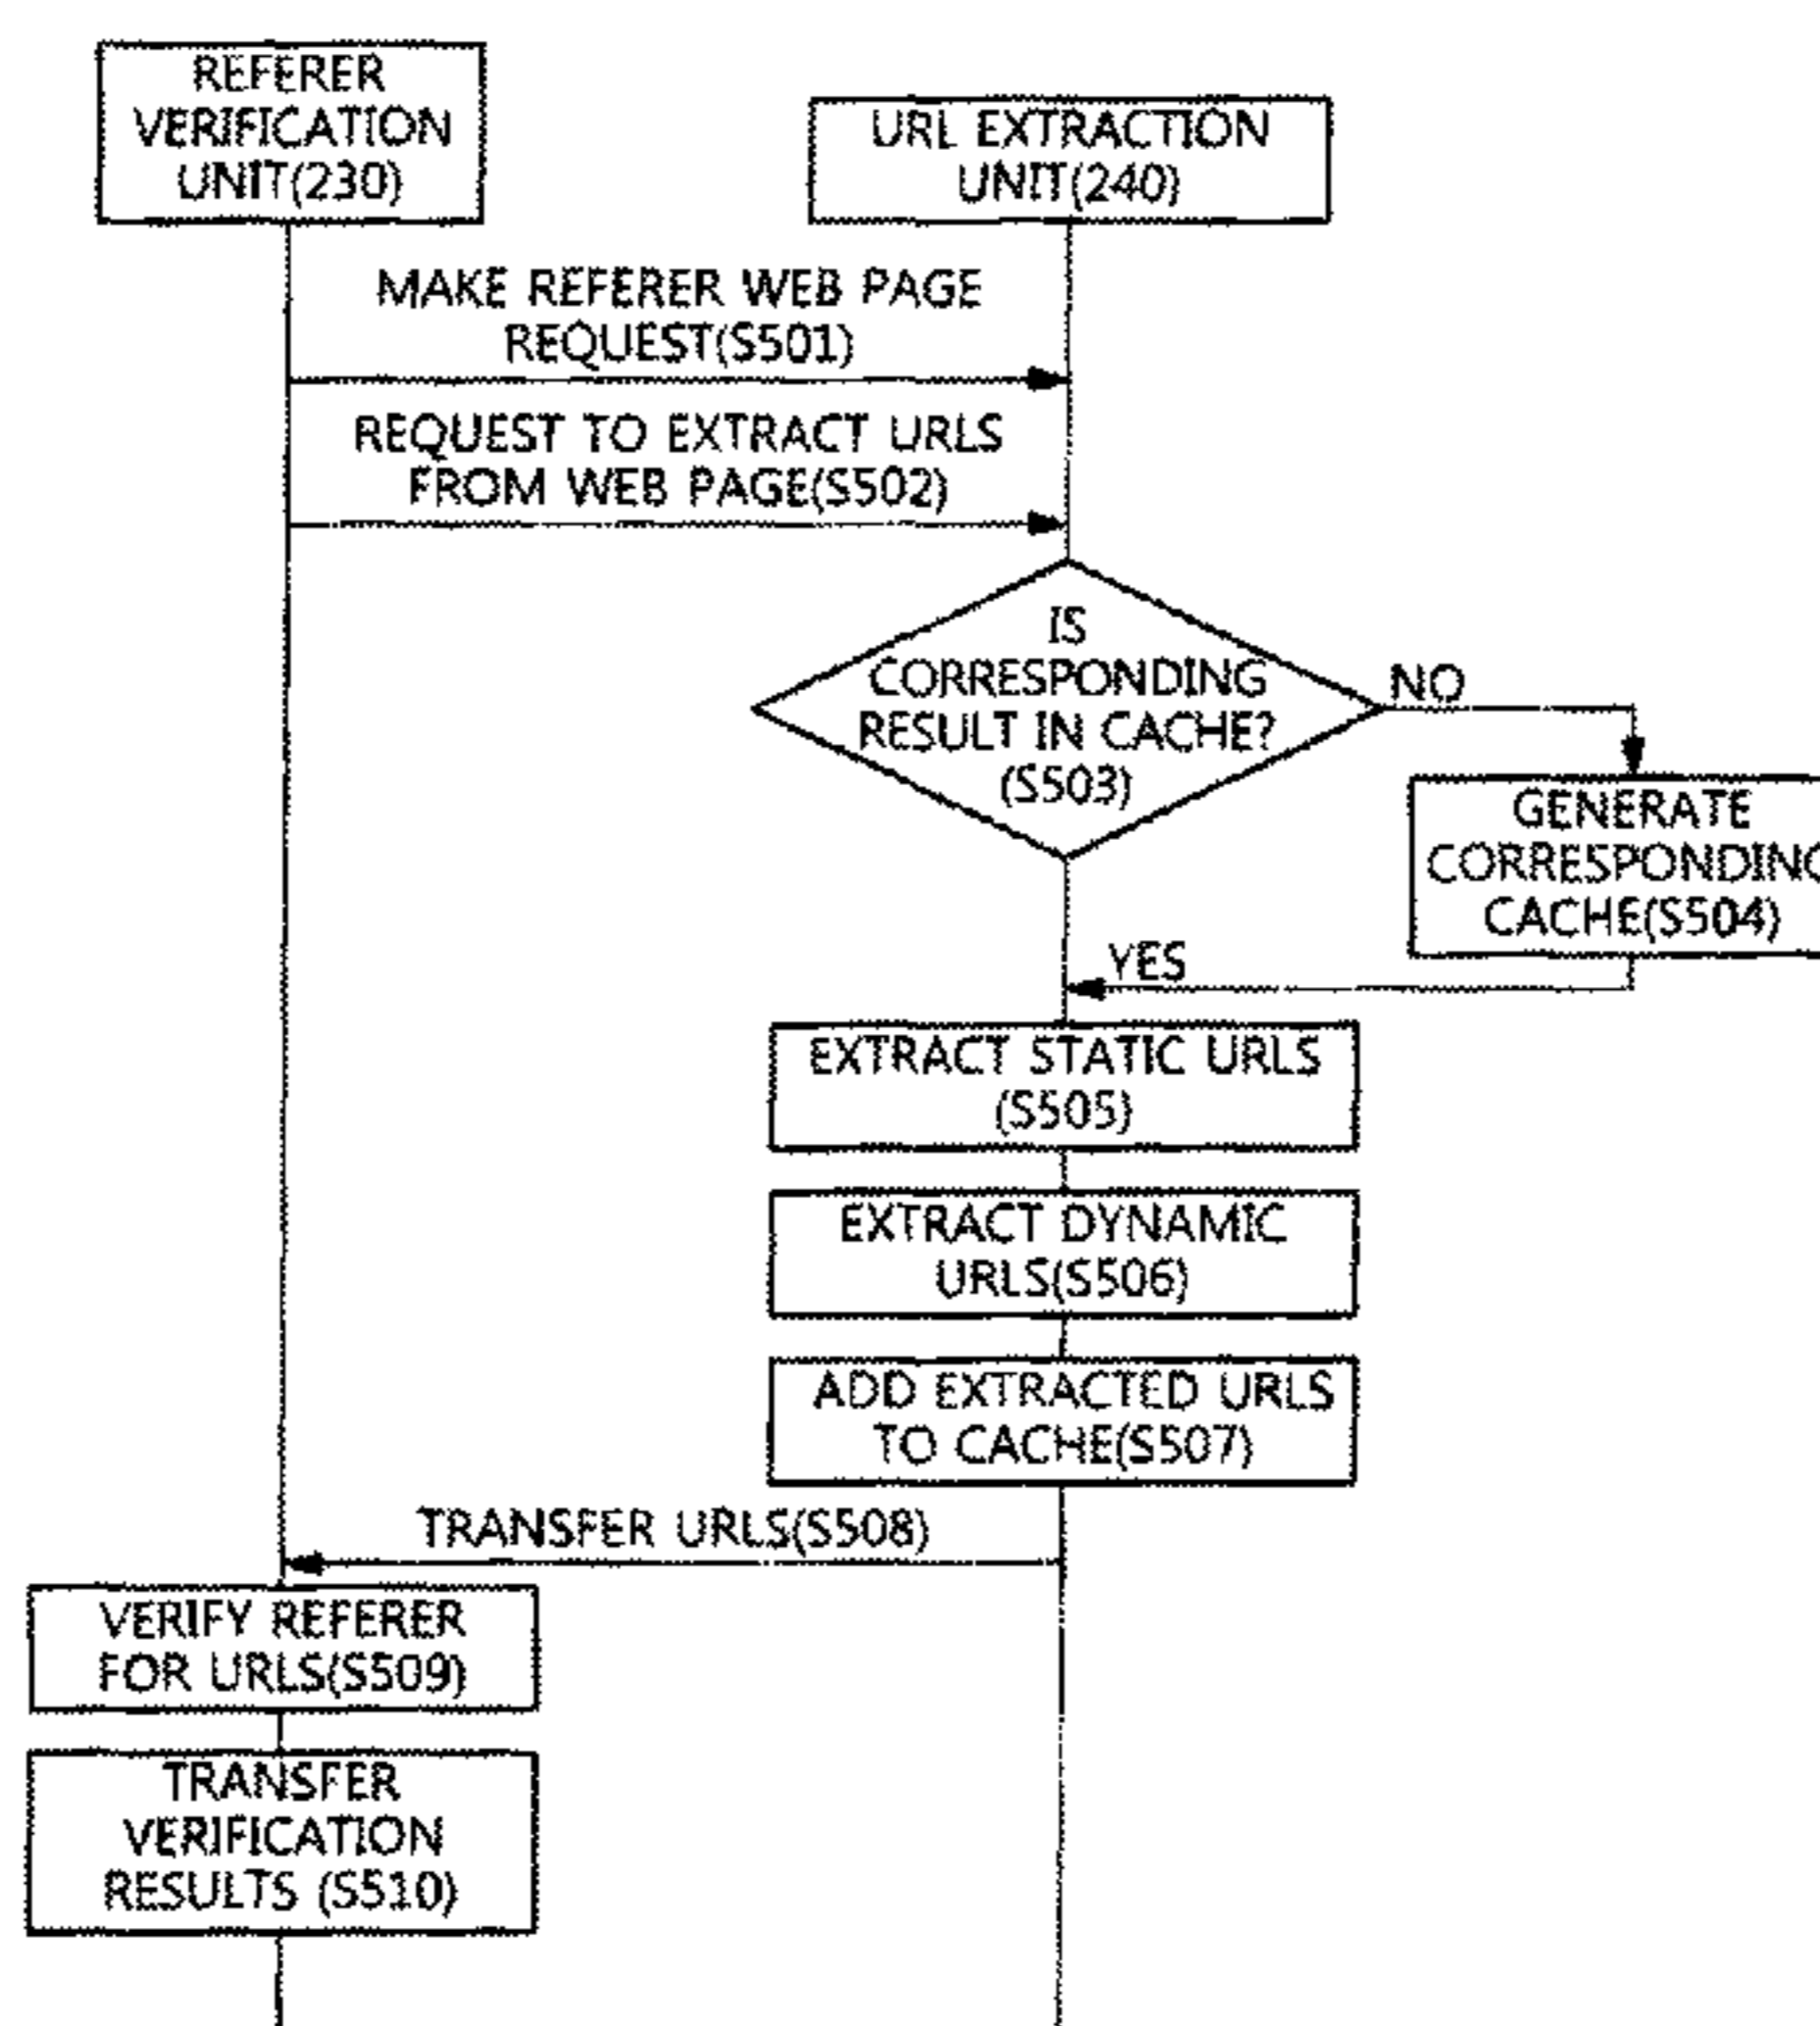 REFERER
VERIFICATION
UNIT(230)
URL EXTRACTION
UNIT(240)
MAKE REFERER WEB PAGE
REQUEST(S501)
REQUEST TO EXTRACT URLS
FROM WEB PAGE(S502)
IS
CORRESPONDING
RESULT IN CACHE?
(S503)
NO
GENERATE
CORRESPONDING
CACHE(S504)
YES
EXTRACT STATIC URLS
(S505)
EXTRACT DYNAMIC
URLS(S506)
ADD EXTRACTED URLS
TO CACHE(S507)
TRANSFER URLS(S508)
VERIFY REFERER
FOR URLS(S509)
TRANSFER
VERIFICATION
RESULTS (S510)